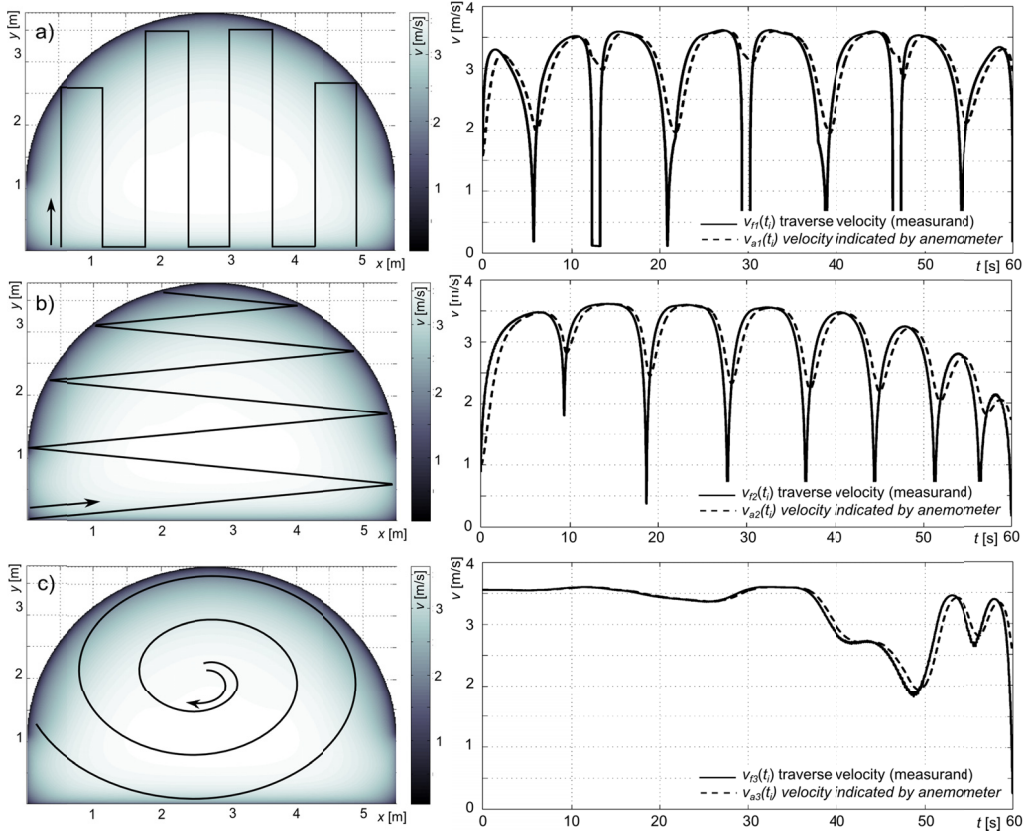 a)
y [m]
3
2
1
1 2 3 4 5 x [m]
v [m/s]
3
2
1
v [m/s]
4
3
2
1
0
v_f1(t_i) traverse velocity (measurand)
v_a1(t_i) velocity indicated by anemometer
0 10 20 30 40 50 60
t [s]
b)
y [m]
3
2
1
1 2 3 4 5 x [m]
v [m/s]
3
2
1
v [m/s]
4
3
2
1
0
v_f2(t_i) traverse velocity (measurand)
v_a2(t_i) velocity indicated by anemometer
0 10 20 30 40 50 60
t [s]
c)
y [m]
3
2
1
1 2 3 4 5 x [m]
v [m/s]
3
2
1
v [m/s]
4
3
2
1
0
v_f3(t_i) traverse velocity (measurand)
v_a3(t_i) velocity indicated by anemometer
0 10 20 30 40 50 60
t [s]